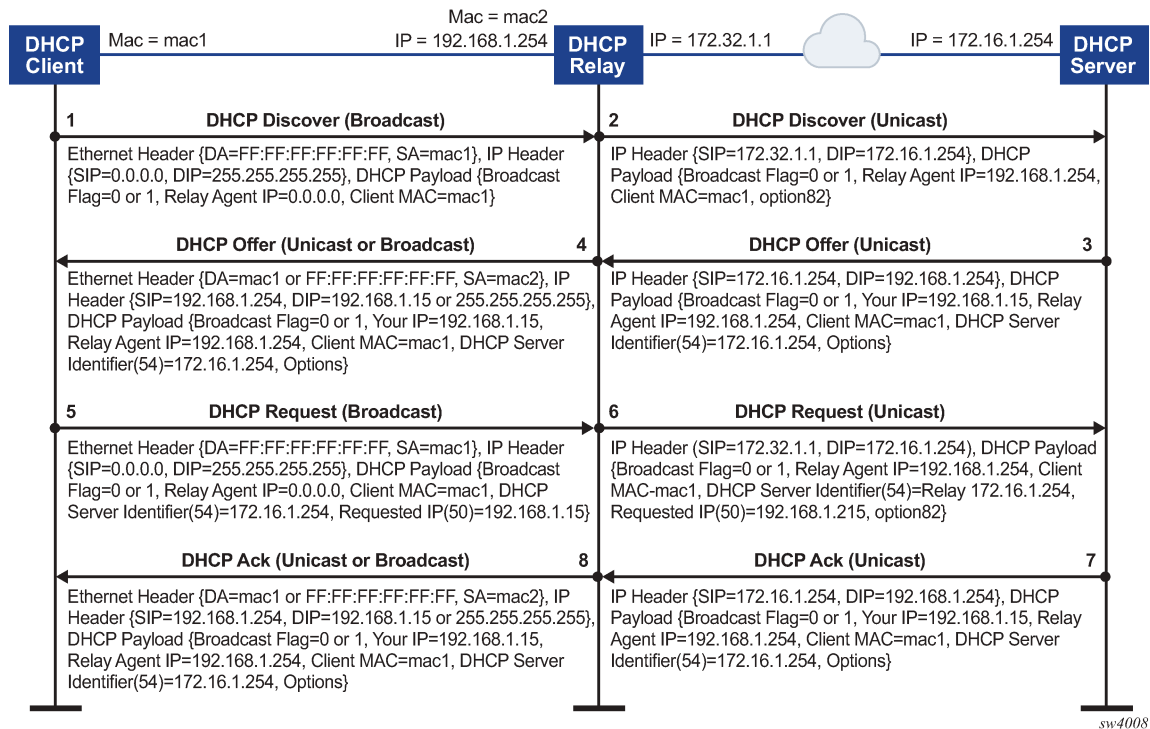 DHCP
Client
Mac = mac1
Mac = mac2
IP = 192.168.1.254
DHCP
Relay
IP = 172.32.1.1
IP = 172.16.1.254
DHCP
Server
1
DHCP Discover (Broadcast)
Ethernet Header {DA=FF:FF:FF:FF:FF:FF, SA=mac1}, IP Header
{SIP=0.0.0.0, DIP=255.255.255.255}, DHCP Payload {Broadcast
Flag=0 or 1, Relay Agent IP=0.0.0.0, Client MAC=mac1}
2
DHCP Discover (Unicast)
IP Header {SIP=172.32.1.1, DIP=172.16.1.254}, DHCP
Payload {Broadcast Flag=0 or 1, Relay Agent IP=192.168.1.254,
Client MAC=mac1, option82}
DHCP Offer (Unicast or Broadcast)
4
Ethernet Header {DA=mac1 or FF:FF:FF:FF:FF:FF, SA=mac2}, IP
Header {SIP=192.168.1.254, DIP=192.168.1.15 or 255.255.255.255},
DHCP Payload {Broadcast Flag=0 or 1, Your IP=192.168.1.15,
Relay Agent IP=192.168.1.254, Client MAC=mac1, DHCP Server
Identifier(54)=172.16.1.254, Options}
DHCP Offer (Unicast)
3
IP Header {SIP=172.16.1.254, DIP=192.168.1.254}, DHCP
Payload {Broadcast Flag=0 or 1, Your IP=192.168.1.15, Relay
Agent IP=192.168.1.254, Client MAC=mac1, DHCP Server
Identifier(54)=172.16.1.254, Options}
5
DHCP Request (Broadcast)
Ethernet Header {DA=FF:FF:FF:FF:FF:FF, SA=mac1}, IP Header
{SIP=0.0.0.0, DIP=255.255.255.255}, DHCP Payload {Broadcast
Flag=0 or 1, Relay Agent IP=0.0.0.0, Client MAC=mac1, DHCP
Server Identifier(54)=172.16.1.254, Requested IP(50)=192.168.1.15}
6
DHCP Request (Unicast)
IP Header (SIP=172.32.1.1, DIP=172.16.1.254), DHCP Payload
{Broadcast Flag=0 or 1, Relay Agent IP=192.168.1.254, Client
MAC-mac1, DHCP Server Identifier(54)=Relay 172.16.1.254,
Requested IP(50)=192.168.1.215, option82}
DHCP Ack (Unicast or Broadcast)
8
Ethernet Header {DA=mac1 or FF:FF:FF:FF:FF:FF, SA=mac2}, IP
Header {SIP=192.168.1.254, DIP=192.168.1.15 or 255.255.255.255},
DHCP Payload {Broadcast Flag=0 or 1, Your IP=192.168.1.15,
Relay Agent IP=192.168.1.254, Client MAC=mac1, DHCP Server
Identifier(54)=172.16.1.254, Options}
DHCP Ack (Unicast)
7
IP Header {SIP=172.16.1.254, DIP=192.168.1.254}, DHCP
Payload {Broadcast Flag=0 or 1, Your IP=192.168.1.15, Relay
Agent IP=192.168.1.254, Client MAC=mac1, DHCP Server
Identifier(54)=172.16.1.254, Options}
sw4008